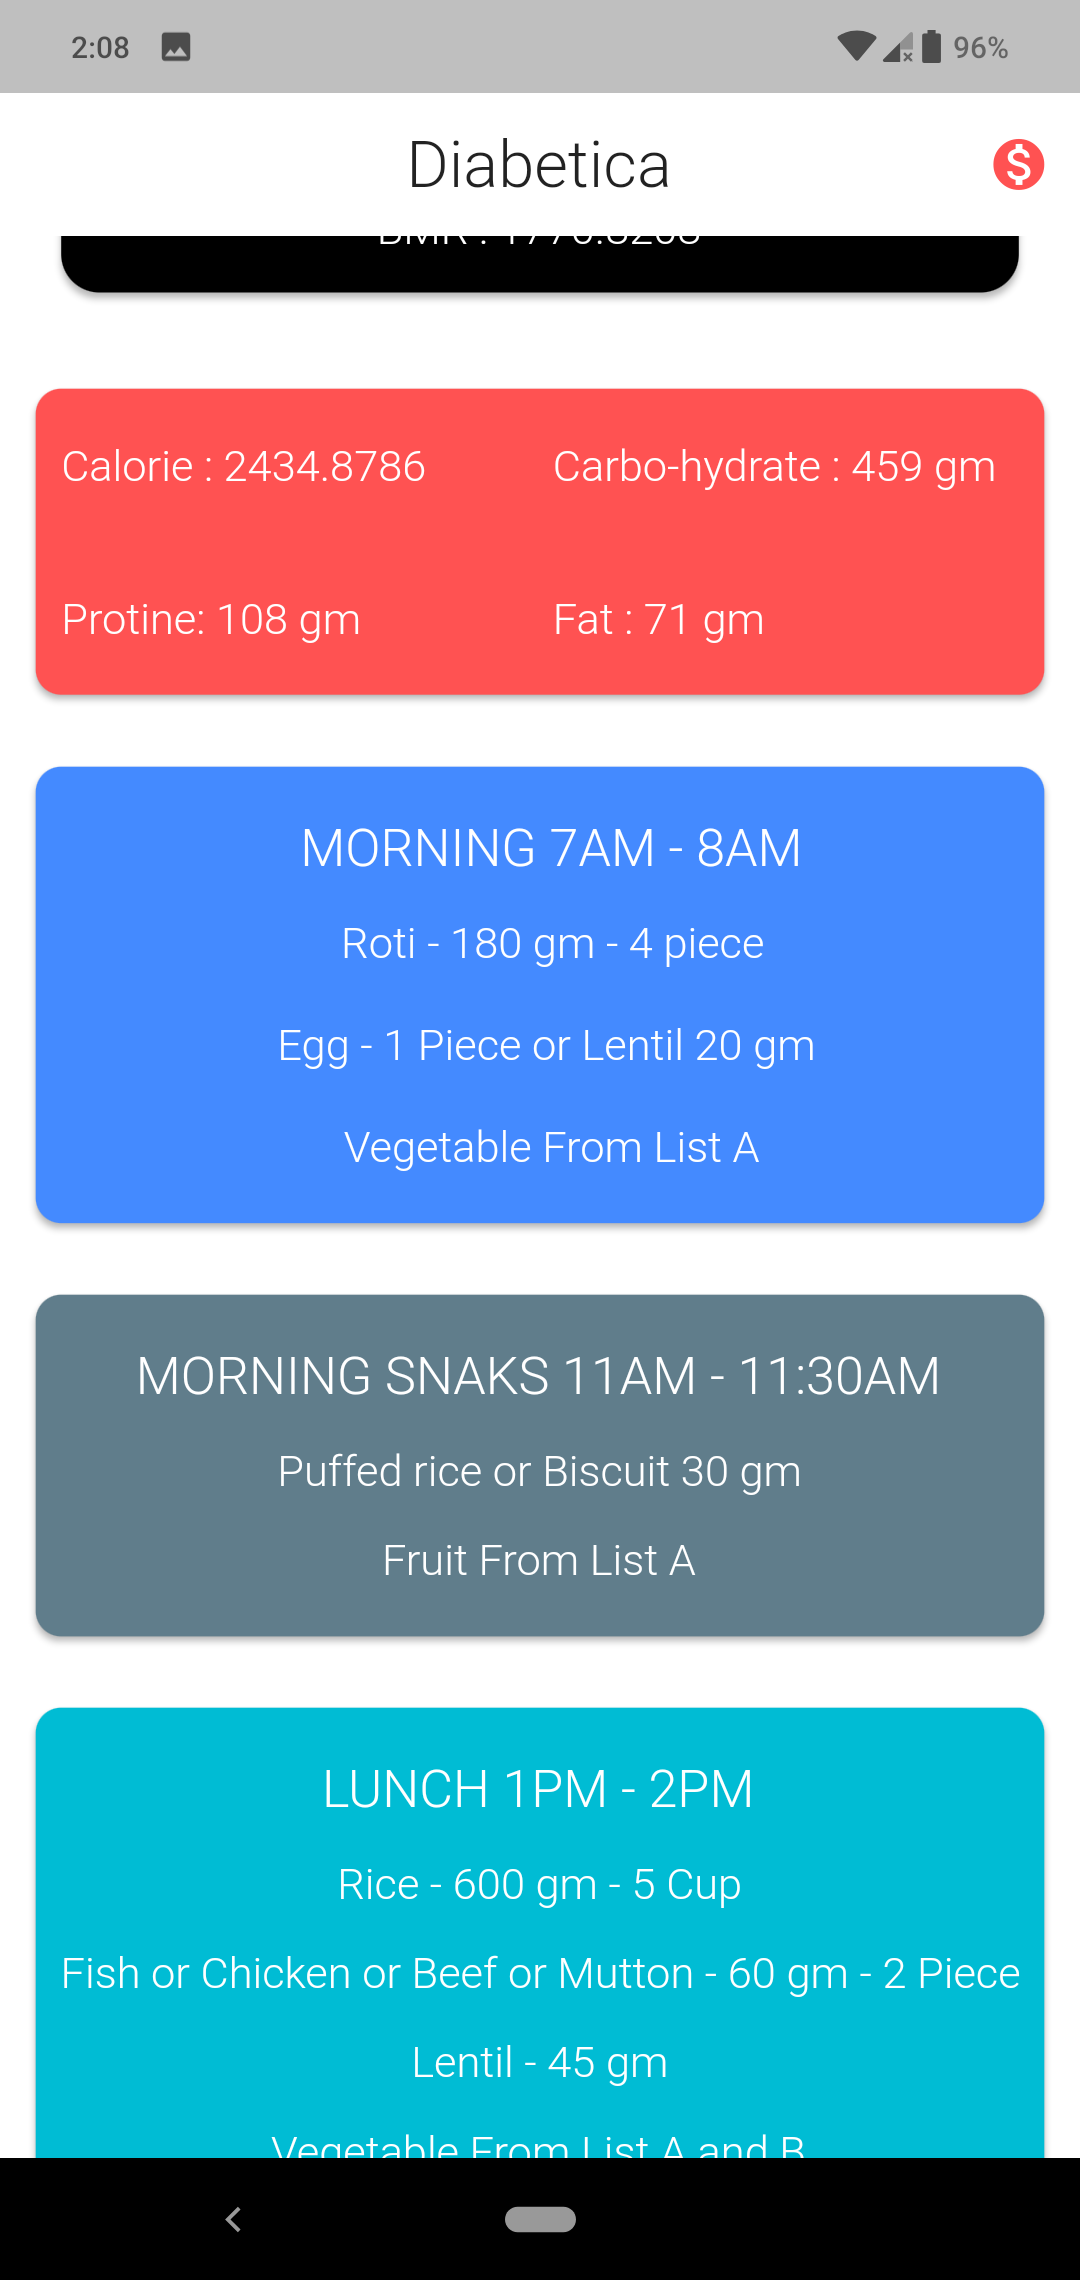 2:08 96%
Diabetica
BMR :
Calorie : 2434.8786 Carbo-hydrate : 459 gm
Protine: 108 gm Fat : 71 gm
MORNING 7AM - 8AM
Roti - 180 gm - 4 piece
Egg - 1 Piece or Lentil 20 gm
Vegetable From List A
MORNING SNAKS 11AM - 11:30AM
Puffed rice or Biscuit 30 gm
Fruit From List A
LUNCH 1PM - 2PM
Rice - 600 gm - 5 Cup
Fish or Chicken or Beef or Mutton - 60 gm - 2 Piece
Lentil - 45 gm
Vegetable From List A and B